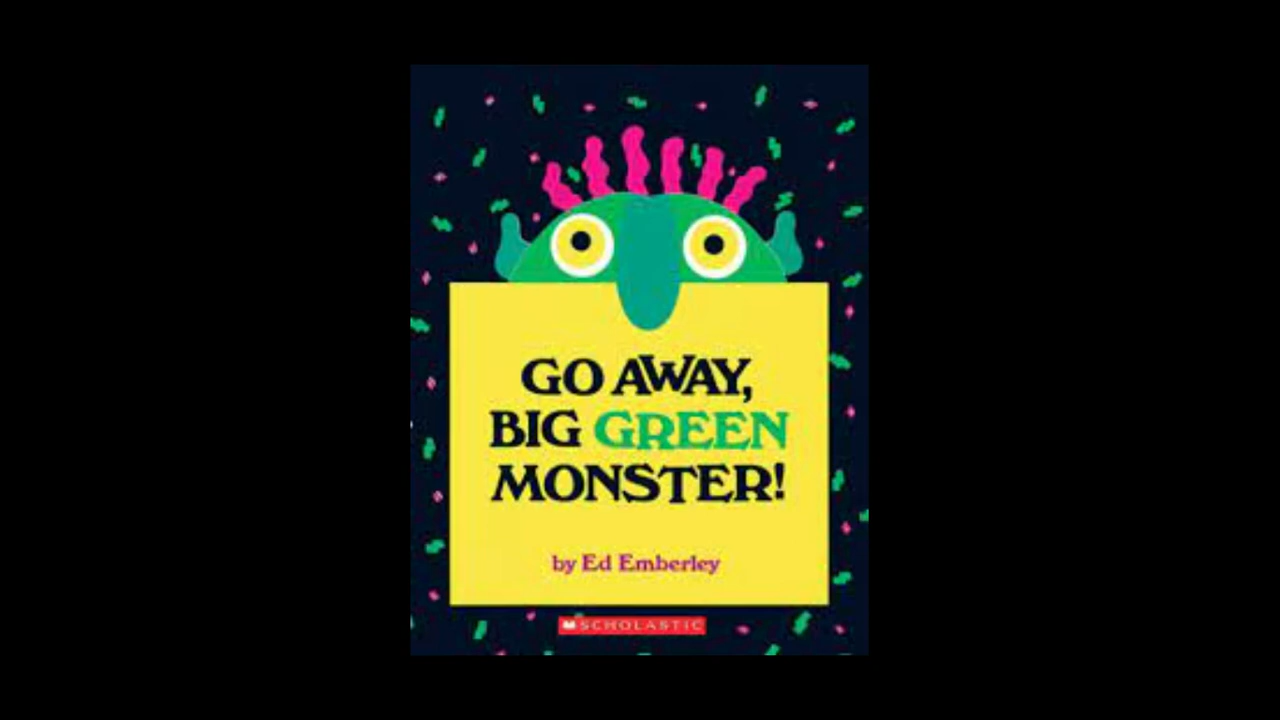 GO AWAY,
BIG GREEN
MONSTER!
by Ed Emberley
SCHOLASTIC